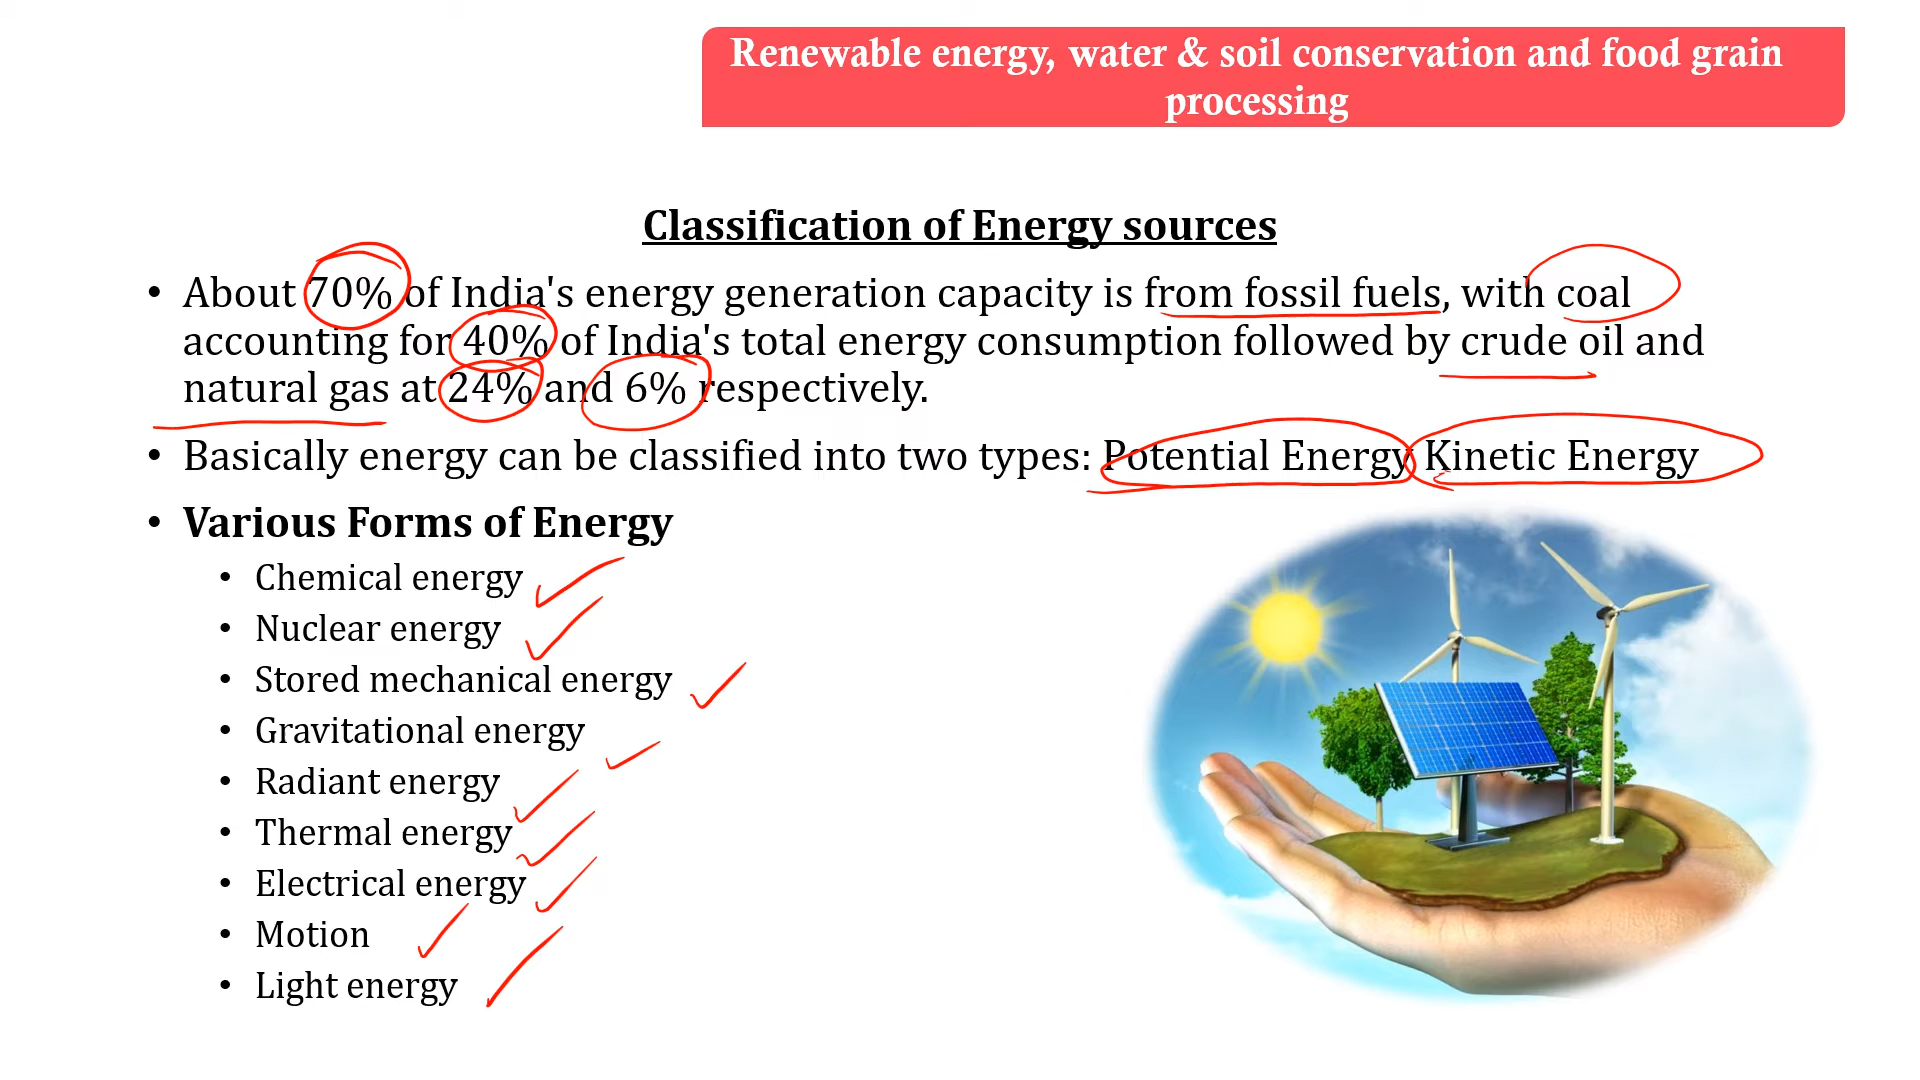 Renewable energy, water & soil conservation and food grain
processing
Classification of Energy sources
• About 70% of India's energy generation capacity is from fossil fuels, with coal
accounting for 40% of India's total energy consumption followed by crude oil and
natural gas at 24% and 6% respectively.
• Basically energy can be classified into two types: Potential Energy Kinetic Energy
• Various Forms of Energy
• Chemical energy
• Nuclear energy
• Stored mechanical energy
• Gravitational energy
• Radiant energy
• Thermal energy
• Electrical energy
• Motion
• Light energy